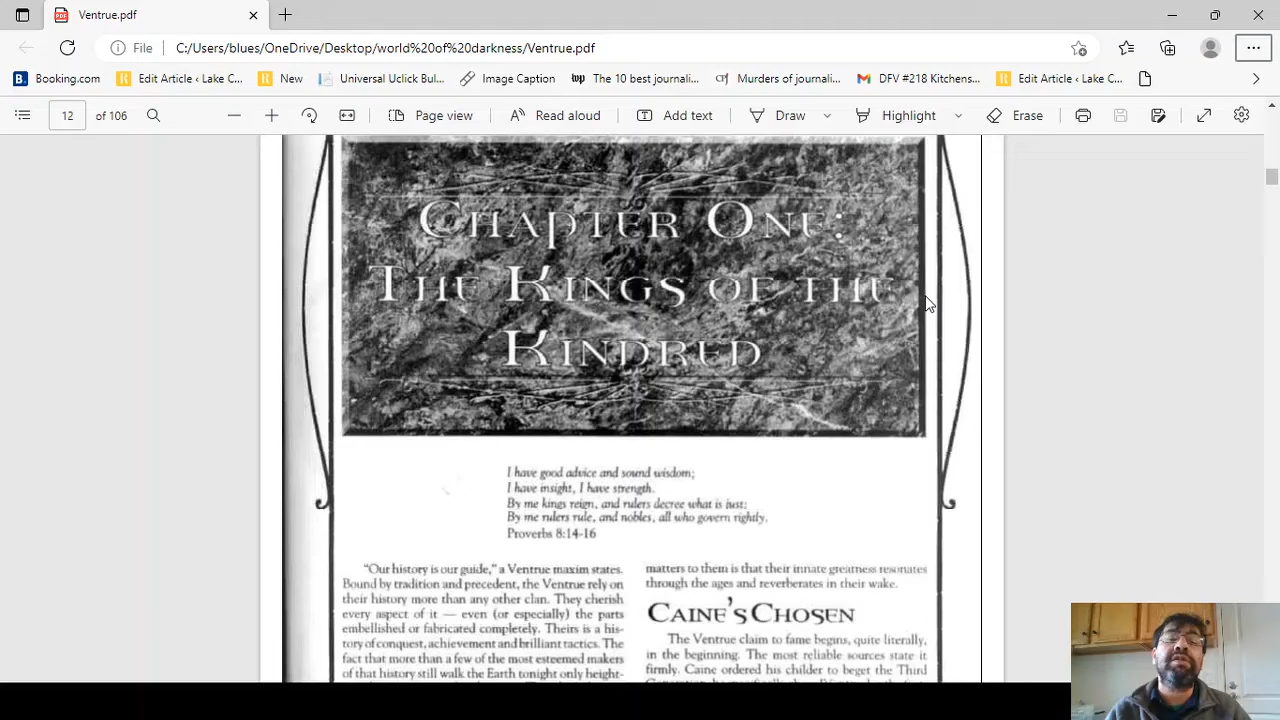 Ventrue.pdf
File C:/Users/blues/OneDrive/Desktop/world%20of%20darkness/Ventrue.pdf
B. Booking.com R Edit Article ‹ Lake C... R New Universal Uclick Bul... Image Caption wp The 10 best journali... CPJ Murders of journali... DFV #218 Kitchens... R Edit Article ‹ Lake C...
12 of 106 Page view Read aloud Add text Draw Highlight Erase
CHAPTER ONE:
THE KINGS OF THE
KINDRED
I have good advice and sound wisdom;
I have insight, I have strength.
By me kings reign, and rulers decree what is just;
By me rulers rule, and nobles, all who govern rightly.
Proverbs 8:14-16
“Our history is our guide,” a Ventrue maxim states.
Bound by tradition and precedent, the Ventrue rely on
their history more than any other clan. They cherish
every aspect of it — even (or especially) the parts
embellished or fabricated completely. Theirs is a his-
tory of conquest, achievement and brilliant tactics. The
fact that more than a few of the most esteemed makers
of that history still walk the Earth tonight only height-
matters to them is that their innate greatness resonates
through the ages and reverberates in their wake.
CAINE’S CHOSEN
The Ventrue claim to fame begins, quite literally,
in the beginning. The most reliable sources state it
firmly. Caine ordered his childer to beget the Third